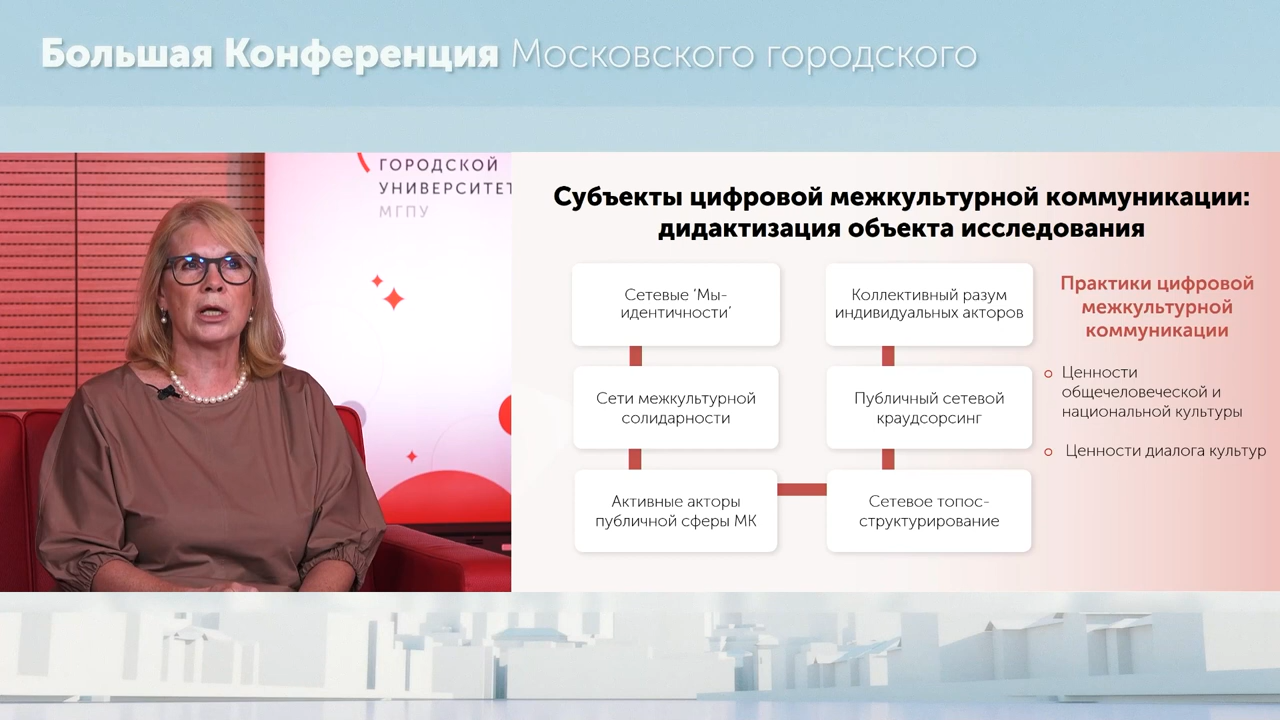 Большая Конференция Московского городского
ГОРОДСКОЙ
УНИВЕРСИТЕТ
МГПУ
Субъекты цифровой межкультурной коммуникации:
дидактизация объекта исследования
Сетевые ‘Мы-
идентичности’
Коллективный разум
индивидуальных акторов
Сети межкультурной
солидарности
Публичный сетевой
краудсорсинг
Активные акторы
публичной сферы МК
Сетевое топос-
структурирование
Практики цифровой
межкультурной
коммуникации
Ценности
общечеловеческой и
национальной культуры
Ценности диалога культур